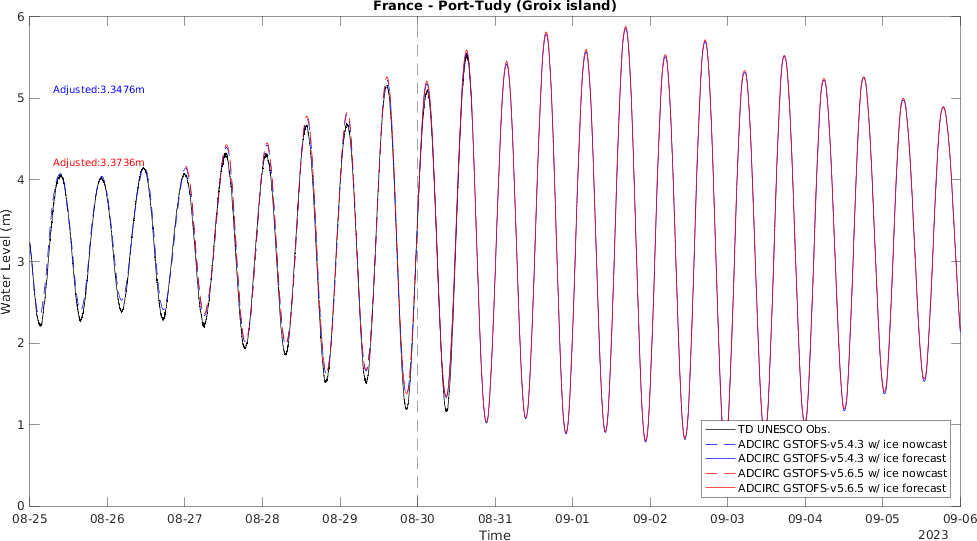 France - Port-Tudy (Groix island)
6
5
4
3
2
1
0
Water Level (m)
Adjusted:3.3476m
Adjusted:3.3736m
TD UNESCO Obs.
ADCIRC GSTOFS-v5.4.3 w/ ice nowcast
ADCIRC GSTOFS-v5.4.3 w/ ice forecast
ADCIRC GSTOFS-v5.6.5 w/ ice nowcast
ADCIRC GSTOFS-v5.6.5 w/ ice forecast
08-25 08-26 08-27 08-28 08-29 08-30 08-31 09-01 09-02 09-03 09-04 09-05 09-06
Time
2023